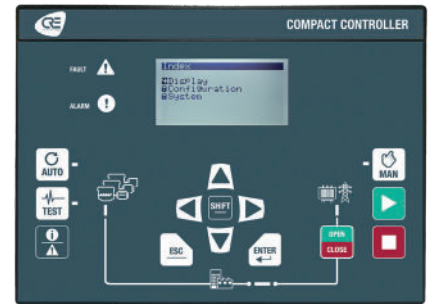 CRE
COMPACT CONTROLLER
FAULT
ALARM
Index
Display
Configuration
System
AUTO
MAN
TEST
SHIFT
OPEN
CLOSE
ESC
ENTER